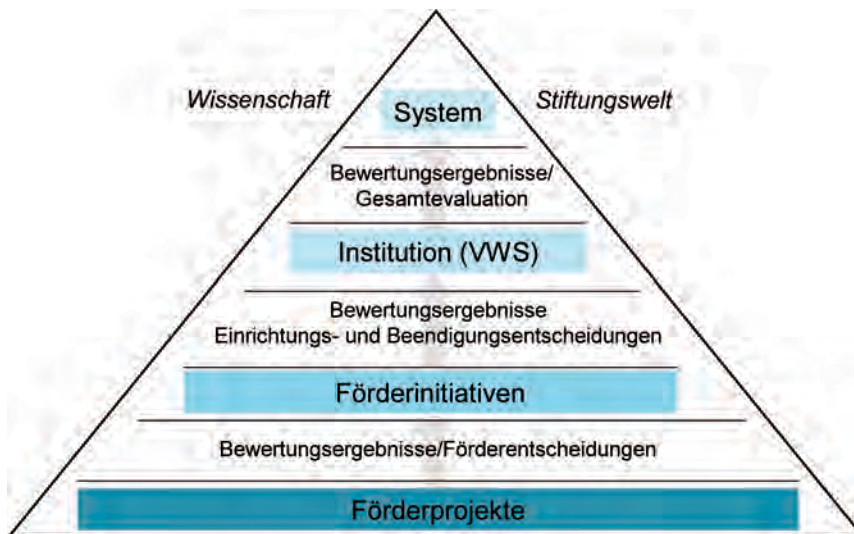 Wissenschaft
Stiftungswelt
System
Bewertungsergebnisse/
Gesamtevaluation
Institution (VWS)
Bewertungsergebnisse
Einrichtungs- und Beendigungsentscheidungen
Förderinitiativen
Bewertungsergebnisse/Förderentscheidungen
Förderprojekte